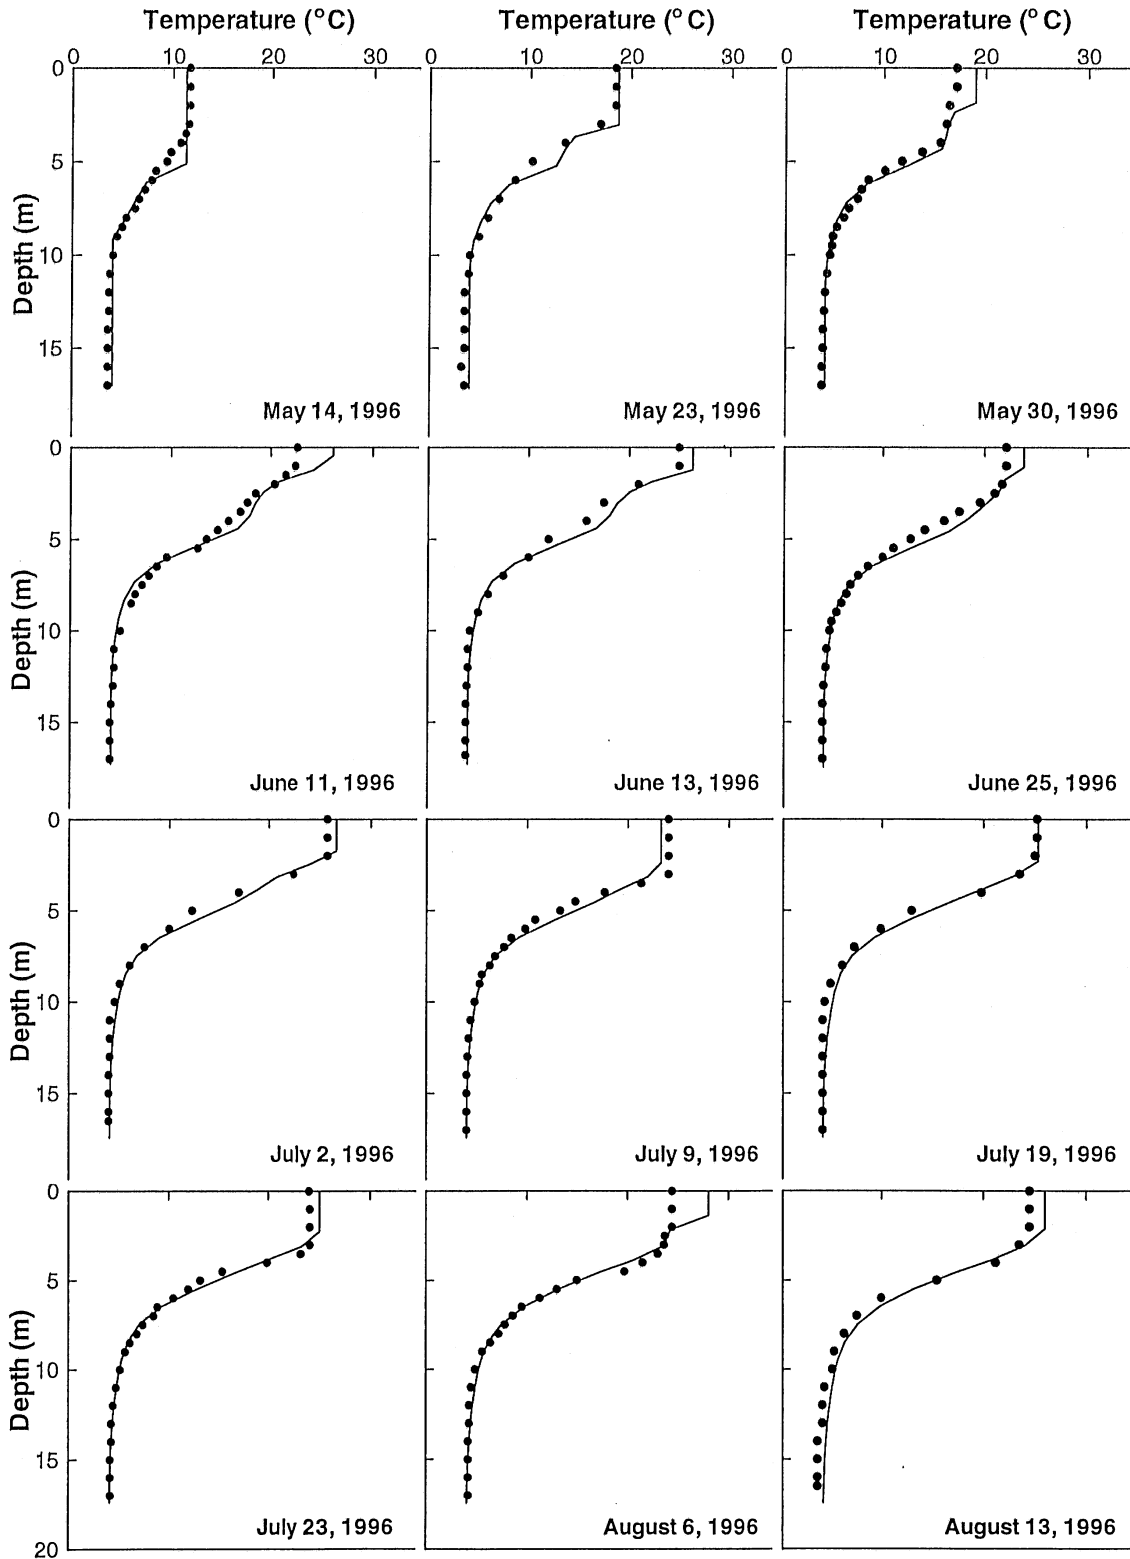 Temperature (°C) Temperature (° C) Temperature (° C)
0 10 20 30 0 10 20 30 0 10 20 30
0
5
10
15
Depth (m)
May 14, 1996 May 23, 1996 May 30, 1996
0
5
10
15
Depth (m)
June 11, 1996 June 13, 1996 June 25, 1996
0
5
10
15
Depth (m)
July 2, 1996 July 9, 1996 July 19, 1996
0
5
10
15
20
Depth (m)
July 23, 1996 August 6, 1996 August 13, 1996